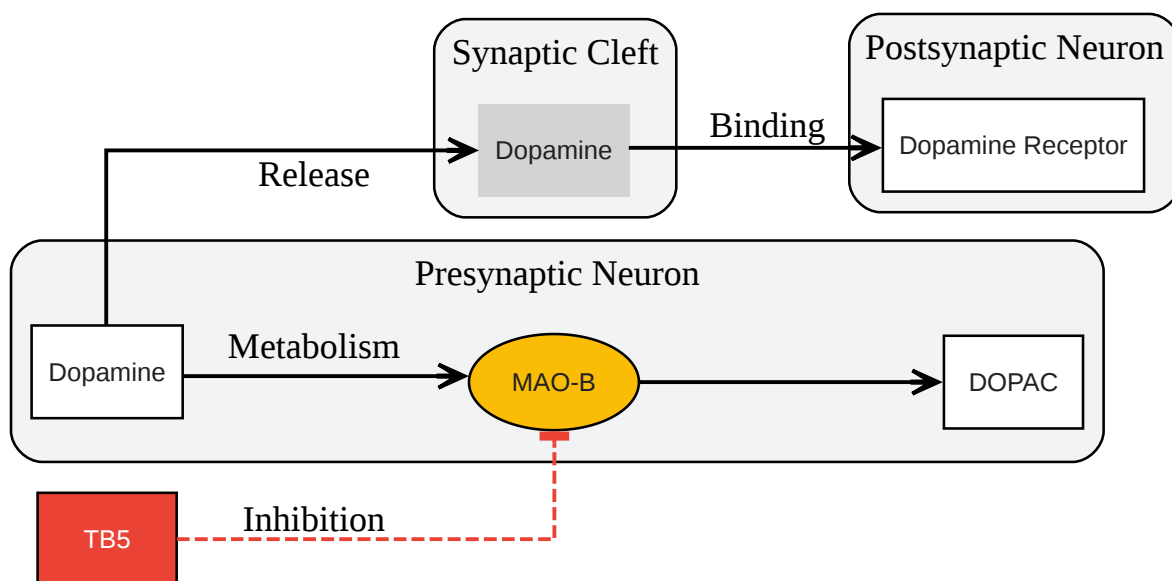 Synaptic Cleft
Postsynaptic Neuron
Dopamine
Binding
Dopamine Receptor
Release
Presynaptic Neuron
Dopamine
Metabolism
MAO-B
DOPAC
TB5
Inhibition